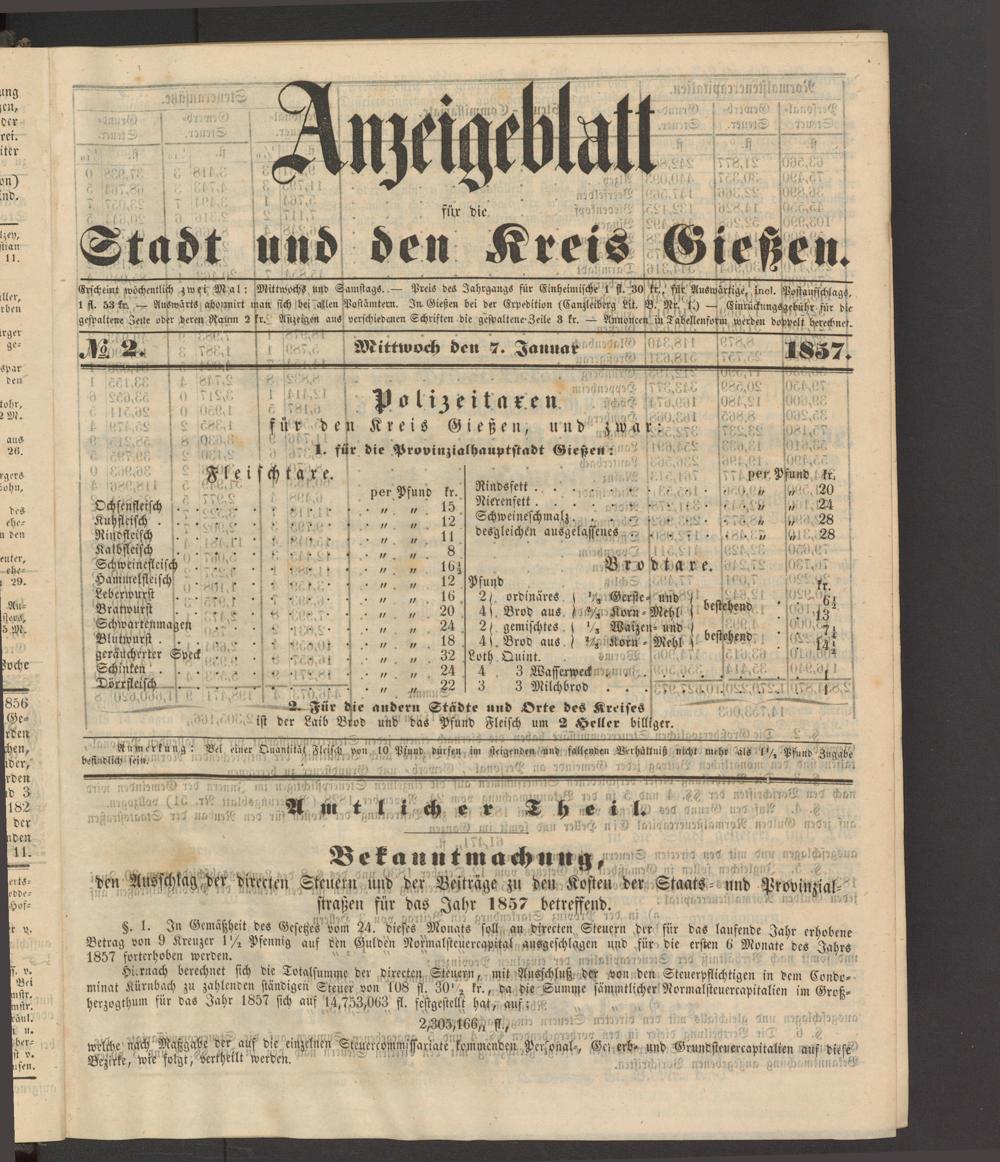 Anzeigeblatt
für die
Stadt und den Kreis Gießen.
Erscheint wöchentlich zwei Mal: Mittwochs und Samstags. — Preis des Jahrgangs für Einheimische 1 fl. 30 kr., für Auswärtige, incl. Postaufschlags,
1 fl. 53 kr. — Auswärts abonnirt man sich bei allen Postämtern. In Gießen bei der Expedition (Canzleiberg Lit. B. Nr. 1.) — Einrückungsgebühr für die
gespaltene Zeile oder deren Raum 2 kr. Anzeigen aus verschiedenen Schriften die gespaltene Zeile 3 kr. — Annoncen in Tabellenform werden doppelt berechnet.
№ 2. Mittwoch den 7. Januar 1857.
Polizeitaxen
für den Kreis Gießen, und zwar:
1. für die Provinzialhauptstadt Gießen:
Fleischtaxe.
per Pfund kr.
Ochsenfleisch . . . . „ „ 15
Kuhfleisch . . . . „ „ 12
Rindfleisch . . . . „ „ 11
Kalbfleisch . . . . „ „ 8
Schweinefleisch . . . . „ „ 16½
Hammelfleisch . . . . „ „ 12
Leberwurst . . . . „ „ 16
Bratwurst . . . . „ „ 20
Schwartenmagen . . . . „ „ 24
Blutwurst . . . . „ „ 18
geräucherter Speck . . . . „ „ 32
Schinken . . . . „ „ 24
Dörrfleisch . . . . „ „ 22
per Pfund kr.
Rindsfett . . . . „ „ 20
Nierenfett . . . . „ „ 24
Schweineschmalz . . . . „ „ 28
desgleichen ausgelassenes . . „ „ 28
Brodtaxe.
Pfund kr.
2 ordinäres ⅓ Gerste- und bestehend . 6½
4 Brod aus ⅔ Korn-Mehl 13
2 gemischtes ⅓ Waizen- und bestehend . 7¼
4 Brod aus ⅔ Korn-Mehl 14½
Loth Quint.
4 3 Wasserweck . . . . 1
3 3 Milchbrod . . . . 1
2. Für die andern Städte und Orte des Kreises
ist der Laib Brod und das Pfund Fleisch um 2 Heller billiger.
Anmerkung: Bei einer Quantität Fleisch von 10 Pfund dürfen im steigenden und fallenden Verhältniß nicht mehr als 1½ Pfund Zugabe
befindlich sein.
Amtlicher Theil.
Bekanntmachung,
den Ausschlag der directen Steuern und der Beiträge zu den Kosten der Staats- und Provinzial-
straßen für das Jahr 1857 betreffend.
§. 1. In Gemäßheit des Gesetzes vom 24. dieses Monats soll an directen Steuern der für das laufende Jahr erhobene
Betrag von 9 Kreuzer 1½ Pfennig auf den Gulden Normalsteuercapital ausgeschlagen und für die ersten 6 Monate des Jahrs
1857 forterhoben werden.
Hiernach berechnet sich die Totalsumme der directen Steuern, mit Ausschluß der von den Steuerpflichtigen in dem Condo-
minat Kürnbach zu zahlenden ständigen Steuer von 108 fl. 30½ kr., da die Summe sämmtlicher Normalsteuercapitalien im Groß-
herzogthum für das Jahr 1857 sich auf 14,753,063 fl. festgestellt hat, auf:
2,305,166,, fl.,
welche nach Maßgabe der auf die einzelnen Steuercommissariate kommenden Personal-, Gewerb- und Grundsteuercapitalien auf diese
Bezirke, wie folgt, vertheilt werden.